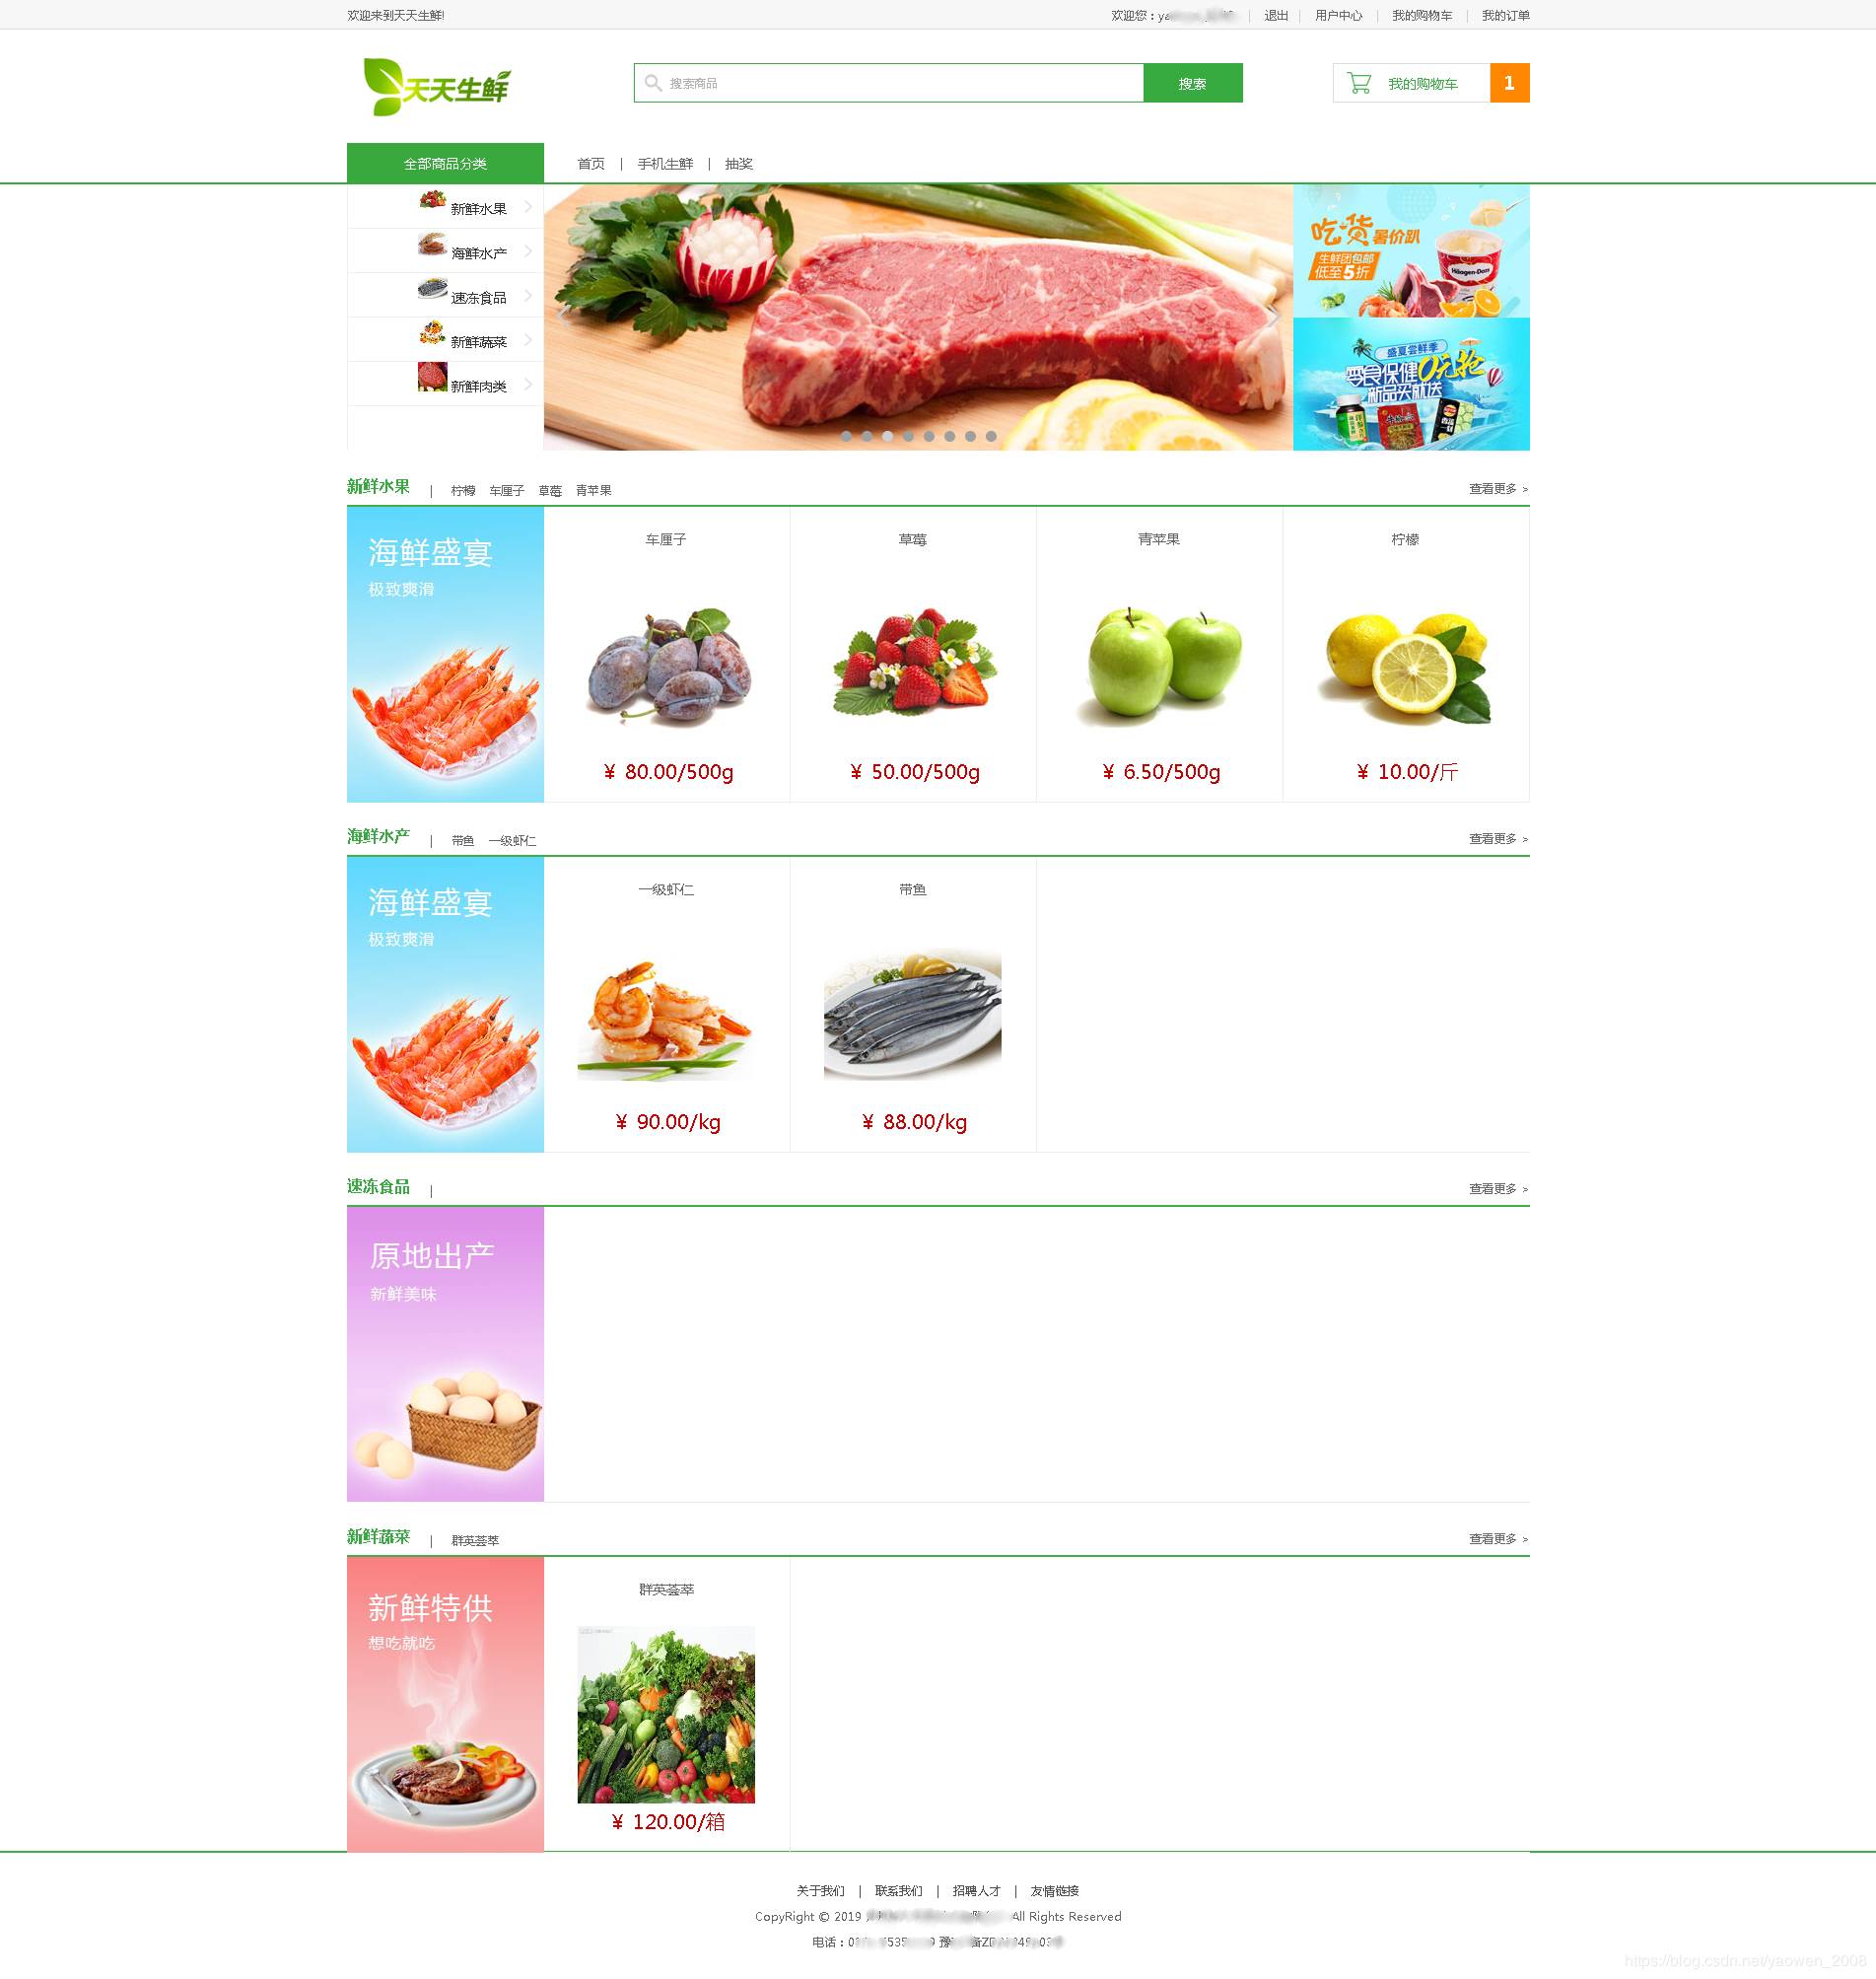 欢迎来到天天生鲜!
欢迎您：
退出
用户中心
我的购物车
我的订单
天天生鲜
搜索商品
搜索
我的购物车
1
全部商品分类
首页 | 手机生鲜 | 抽奖
新鲜水果
海鲜水产
速冻食品
新鲜蔬菜
新鲜肉类
吃货暑价趴
生鲜团包邮
低至5折
Häagen-Dazs
盛夏尝鲜季
零食保健0元抢
新品买就送
新鲜水果 | 柠檬 车厘子 草莓 青苹果
查看更多 >
海鲜盛宴
极致爽滑
车厘子
草莓
青苹果
柠檬
¥ 80.00/500g
¥ 50.00/500g
¥ 6.50/500g
¥ 10.00/斤
海鲜水产 | 带鱼 一级虾仁
查看更多 >
海鲜盛宴
极致爽滑
一级虾仁
带鱼
¥ 90.00/kg
¥ 88.00/kg
速冻食品 |
查看更多 >
原地出产
新鲜美味
新鲜蔬菜 | 群英荟萃
查看更多 >
新鲜特供
想吃就吃
群英荟萃
¥ 120.00/箱
关于我们 | 联系我们 | 招聘人才 | 友情链接
CopyRight © 2019 All Rights Reserved
电话：
https://blog.csdn.net/yaowen_2008